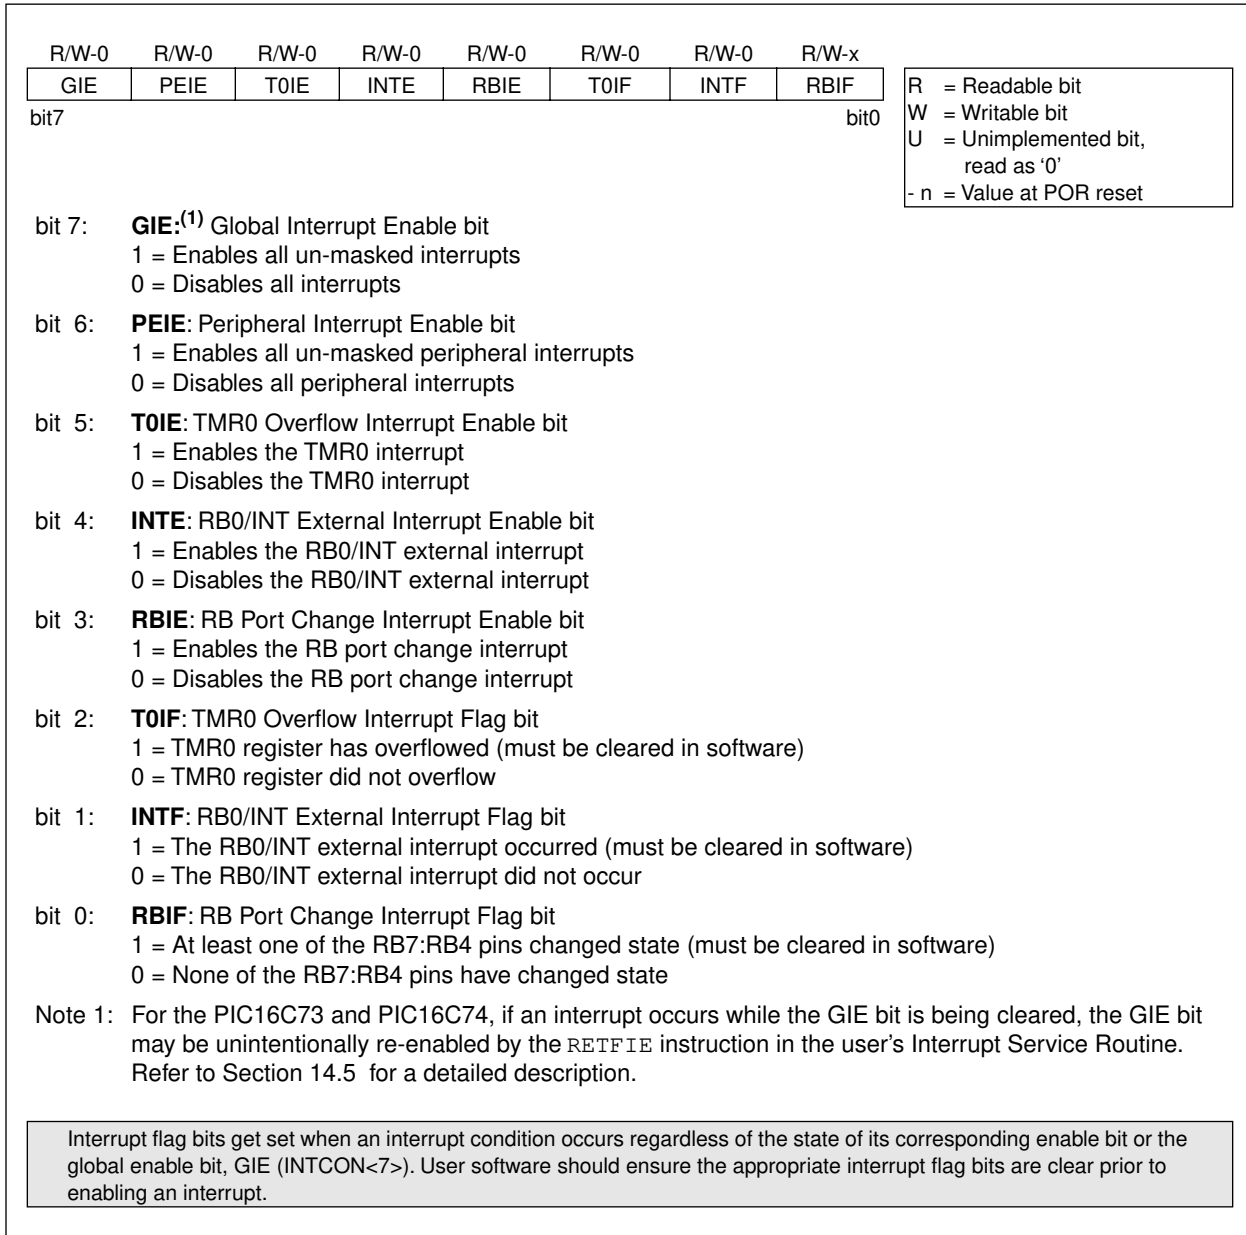 R/W-0 R/W-0 R/W-0 R/W-0 R/W-0 R/W-0 R/W-0 R/W-x
GIE PEIE T0IE INTE RBIE T0IF INTF RBIF
bit7 bit0
R = Readable bit
W = Writable bit
U = Unimplemented bit,
read as ‘0’
- n = Value at POR reset
bit 7: GIE:(1) Global Interrupt Enable bit
1 = Enables all un-masked interrupts
0 = Disables all interrupts
bit 6: PEIE: Peripheral Interrupt Enable bit
1 = Enables all un-masked peripheral interrupts
0 = Disables all peripheral interrupts
bit 5: T0IE: TMR0 Overflow Interrupt Enable bit
1 = Enables the TMR0 interrupt
0 = Disables the TMR0 interrupt
bit 4: INTE: RB0/INT External Interrupt Enable bit
1 = Enables the RB0/INT external interrupt
0 = Disables the RB0/INT external interrupt
bit 3: RBIE: RB Port Change Interrupt Enable bit
1 = Enables the RB port change interrupt
0 = Disables the RB port change interrupt
bit 2: T0IF: TMR0 Overflow Interrupt Flag bit
1 = TMR0 register has overflowed (must be cleared in software)
0 = TMR0 register did not overflow
bit 1: INTF: RB0/INT External Interrupt Flag bit
1 = The RB0/INT external interrupt occurred (must be cleared in software)
0 = The RB0/INT external interrupt did not occur
bit 0: RBIF: RB Port Change Interrupt Flag bit
1 = At least one of the RB7:RB4 pins changed state (must be cleared in software)
0 = None of the RB7:RB4 pins have changed state
Note 1: For the PIC16C73 and PIC16C74, if an interrupt occurs while the GIE bit is being cleared, the GIE bit
may be unintentionally re-enabled by the RETFIE instruction in the user's Interrupt Service Routine.
Refer to Section 14.5 for a detailed description.
Interrupt flag bits get set when an interrupt condition occurs regardless of the state of its corresponding enable bit or the
global enable bit, GIE (INTCON<7>). User software should ensure the appropriate interrupt flag bits are clear prior to
enabling an interrupt.